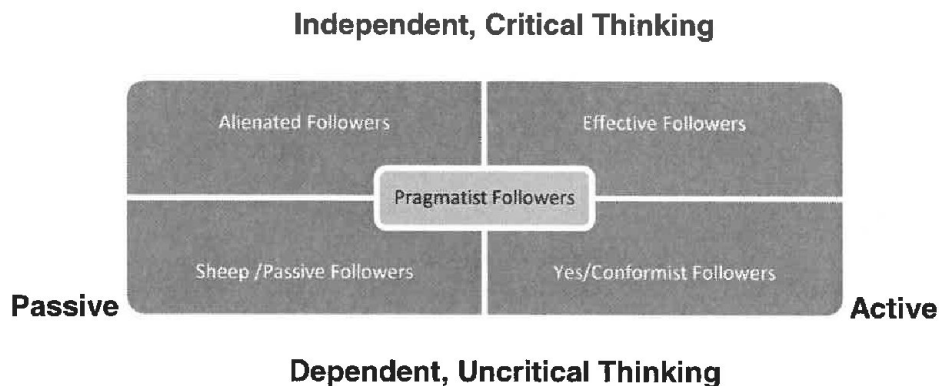 Independent, Critical Thinking
Alienated Followers
Effective Followers
Pragmatist Followers
Sheep /Passive Followers
Yes/Conformist Followers
Passive
Active
Dependent, Uncritical Thinking